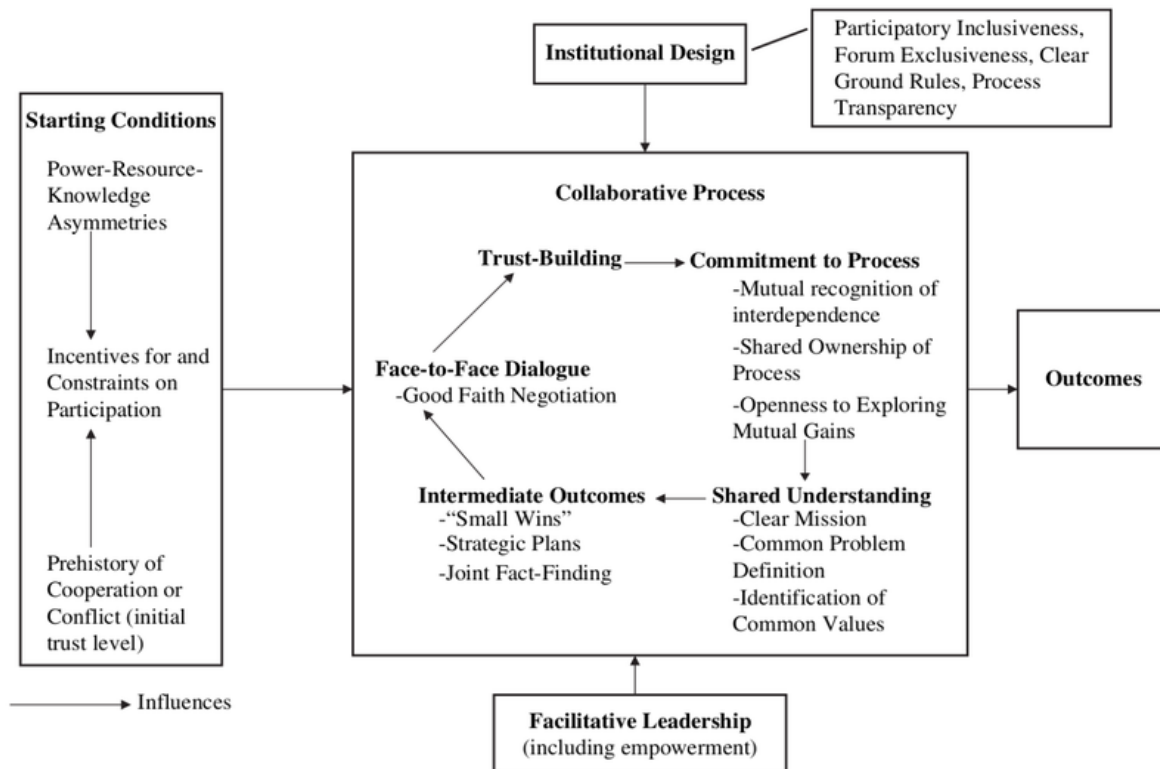 Institutional Design
Participatory Inclusiveness,
Forum Exclusiveness, Clear
Ground Rules, Process
Transparency
Starting Conditions
Power-Resource-
Knowledge
Asymmetries
Incentives for and
Constraints on
Participation
Prehistory of
Cooperation or
Conflict (initial
trust level)
Influences
Collaborative Process
Trust-Building
Commitment to Process
-Mutual recognition of
interdependence
-Shared Ownership of
Process
-Openness to Exploring
Mutual Gains
Face-to-Face Dialogue
-Good Faith Negotiation
Intermediate Outcomes
-“Small Wins”
-Strategic Plans
-Joint Fact-Finding
Shared Understanding
-Clear Mission
-Common Problem
Definition
-Identification of
Common Values
Outcomes
Facilitative Leadership
(including empowerment)